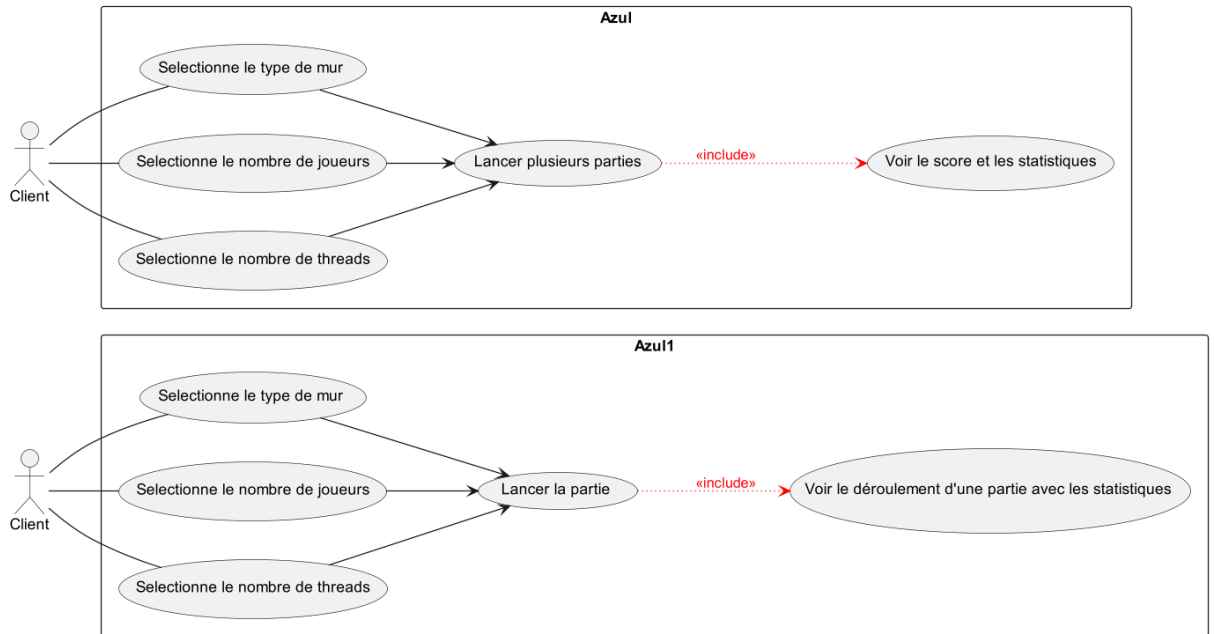 Azul
Selectionne le type de mur
Selectionne le nombre de joueurs
Lancer plusieurs parties
«include»
Voir le score et les statistiques
Client
Selectionne le nombre de threads
Azul1
Selectionne le type de mur
Selectionne le nombre de joueurs
Lancer la partie
«include»
Voir le déroulement d'une partie avec les statistiques
Client
Selectionne le nombre de threads